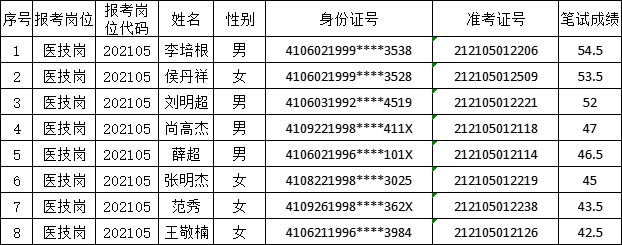 序号 报考岗位 报考岗位代码 姓名 性别 身份证号 准考证号 笔试成绩
1 医技岗 202105 李培根 男 4106021999****3538 212105012206 54.5
2 医技岗 202105 侯丹祥 女 4106021999****3528 212105012509 53.5
3 医技岗 202105 刘明超 男 4106031992****4519 212105012221 52
4 医技岗 202105 尚高杰 男 4109221998****411X 212105012118 47
5 医技岗 202105 薛超 男 4106021996****101X 212105012114 46.5
6 医技岗 202105 张明杰 女 4108221998****3025 212105012219 45
7 医技岗 202105 范秀 女 4109261998****362X 212105012238 43.5
8 医技岗 202105 王敬楠 女 4106211996****3984 212105012126 42.5